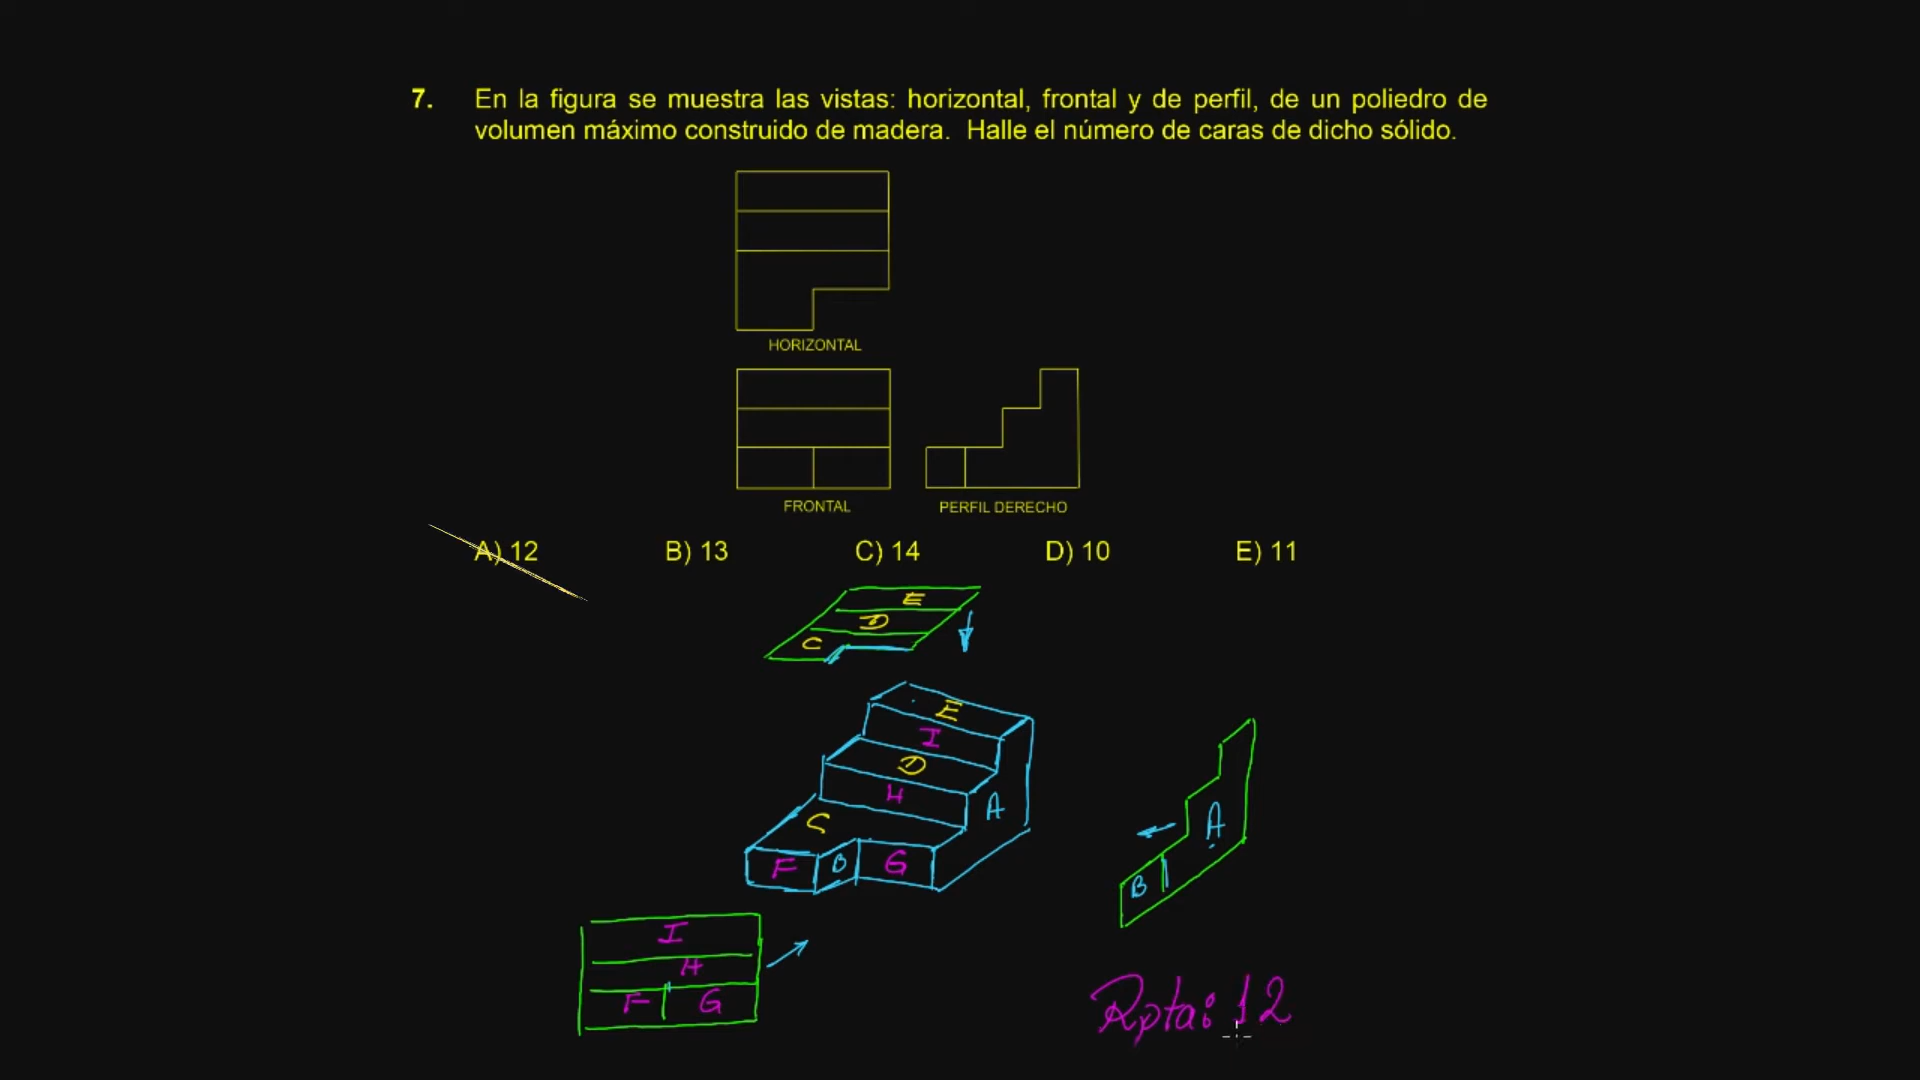 7. En la figura se muestra las vistas: horizontal, frontal y de perfil, de un poliedro de
volumen máximo construido de madera. Halle el número de caras de dicho sólido.
HORIZONTAL
FRONTAL
PERFIL DERECHO
A) 12 B) 13 C) 14 D) 10 E) 11
E
D
C
E
I
D
H
A
C
F B G
A
B
I
H
F G
Rpta: 12